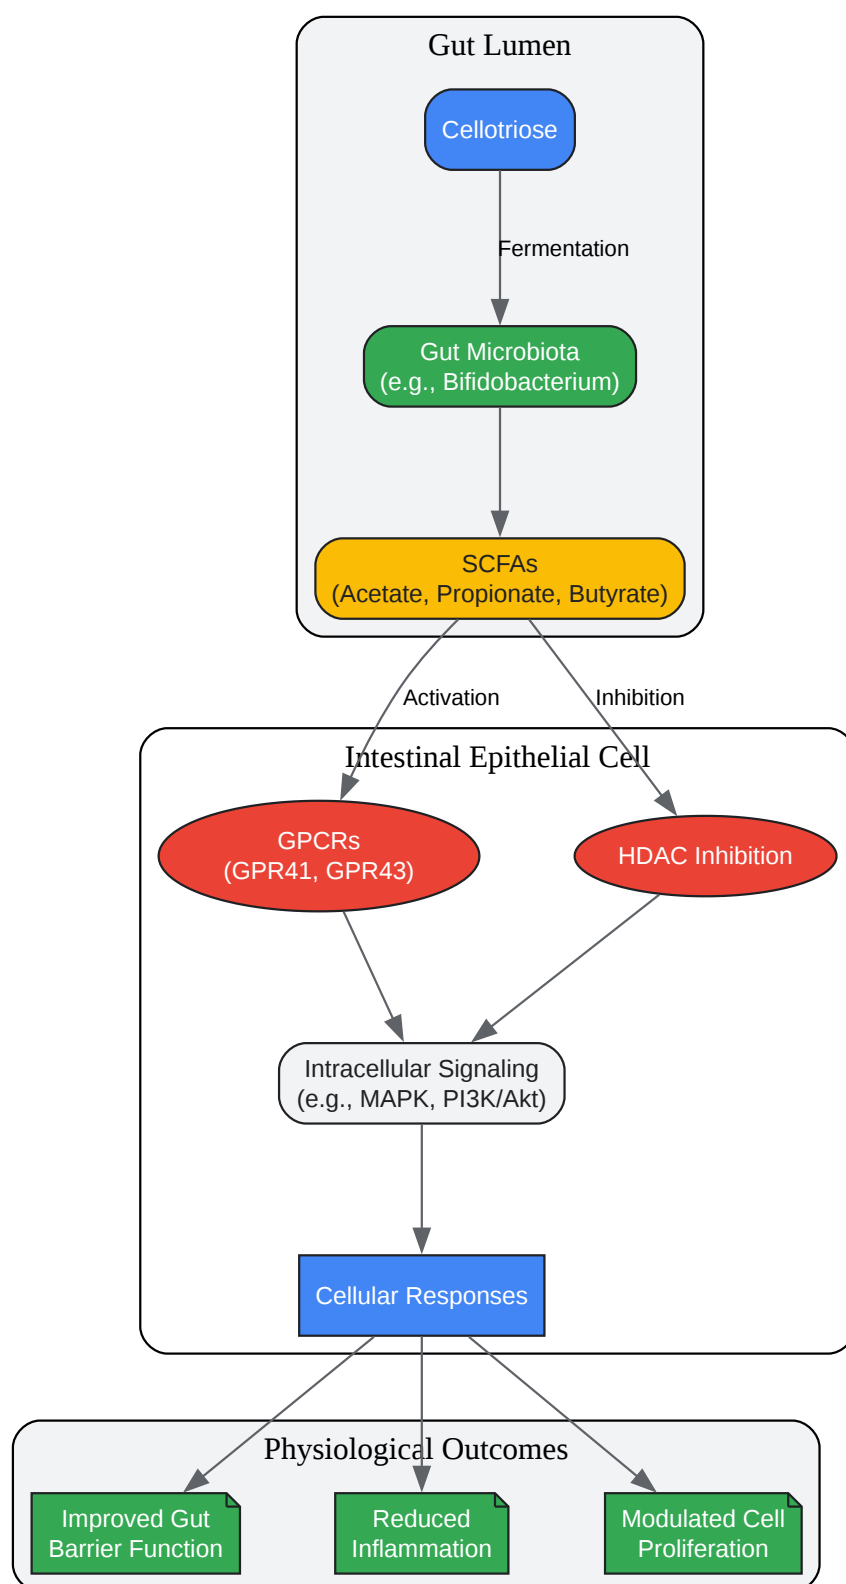 Gut Lumen
Cellotriose
Fermentation
Gut Microbiota
(e.g., Bifidobacterium)
SCFAs
(Acetate, Propionate, Butyrate)
Activation
Inhibition
Intestinal Epithelial Cell
GPCRs
(GPR41, GPR43)
HDAC Inhibition
Intracellular Signaling
(e.g., MAPK, PI3K/Akt)
Cellular Responses
Physiological Outcomes
Improved Gut
Barrier Function
Reduced
Inflammation
Modulated Cell
Proliferation